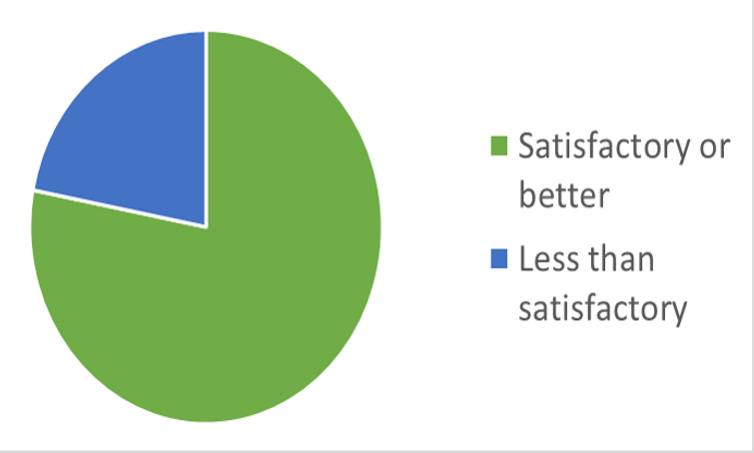 Satisfactory or
better
Less than
satisfactory